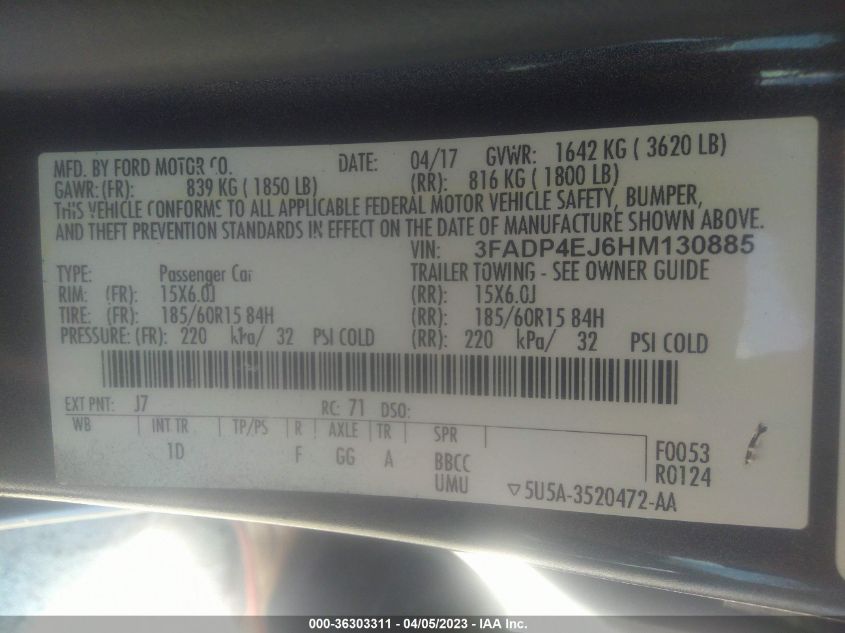 MFD. BY FORD MOTOR CO. DATE: 04/17 GVWR: 1642 KG ( 3620 LB)
GAWR: (FR): 839 KG ( 1850 LB) (RR): 816 KG ( 1800 LB)
THIS VEHICLE CONFORMS TO ALL APPLICABLE FEDERAL MOTOR VEHICLE SAFETY, BUMPER,
AND THEFT PREVENTION STANDARDS IN EFFECT ON THE DATE OF MANUFACTURE SHOWN ABOVE.
VIN: 3FADP4EJ6HM130885
TYPE: Passenger Car TRAILER TOWING - SEE OWNER GUIDE
RIM: (FR): 15X6.0J (RR): 15X6.0J
TIRE: (FR): 185/60R15 84H (RR): 185/60R15 84H
PRESSURE: (FR): 220 kPa/ 32 PSI COLD (RR): 220 kPa/ 32 PSI COLD
EXT PNT: J7 RC: 71 DSO:
WB INT TR TP/PS R AXLE TR SPR
1D F GG A BBCC
UMU
F0053
R0124
▽5U5A-3520472-AA
000-36303311 - 04/05/2023 - IAA Inc.